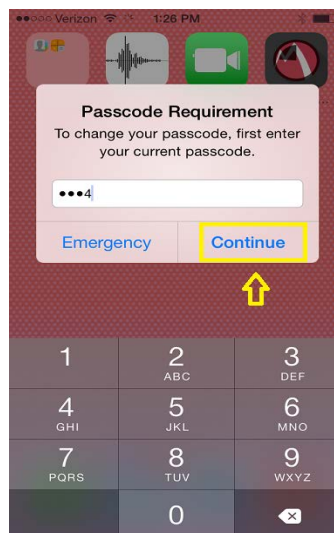 Verizon 1:26 PM
Passcode Requirement
To change your passcode, first enter
your current passcode.
•••4
Emergency Continue
1 2 3
ABC DEF
4 5 6
GHI JKL MNO
7 8 9
PQRS TUV WXYZ
0